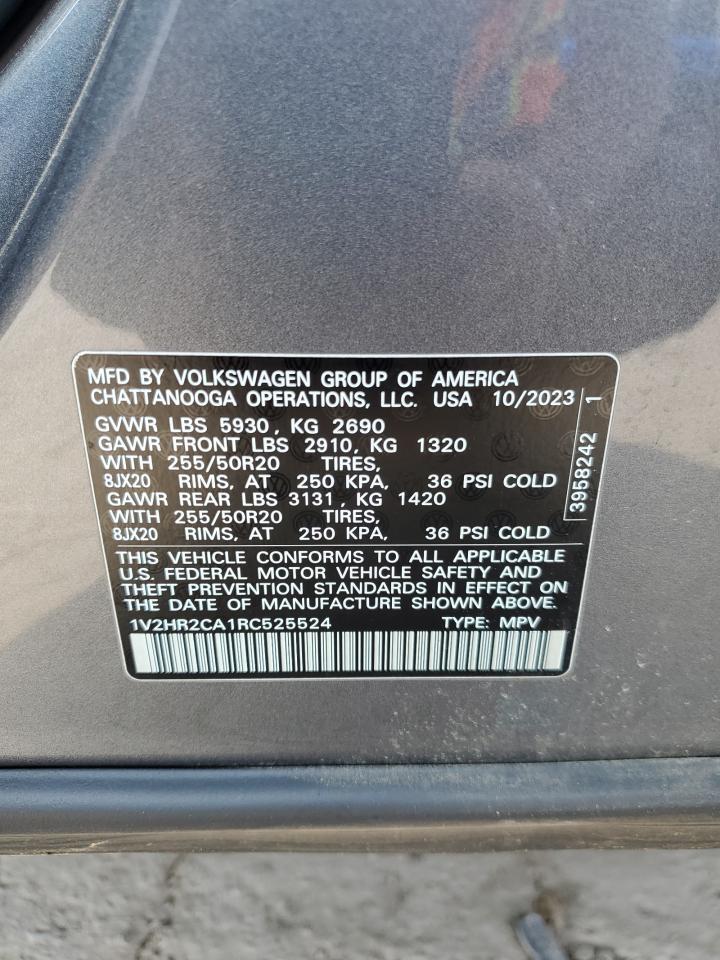 MFD BY VOLKSWAGEN GROUP OF AMERICA
CHATTANOOGA OPERATIONS, LLC. USA 10/2023
GVWR LBS 5930, KG 2690
GAWR FRONT LBS 2910, KG 1320
WITH 255/50R20 TIRES,
8JX20 RIMS, AT 250 KPA, 36 PSI COLD
GAWR REAR LBS 3131, KG 1420
WITH 255/50R20 TIRES,
8JX20 RIMS, AT 250 KPA, 36 PSI COLD
THIS VEHICLE CONFORMS TO ALL APPLICABLE
U.S. FEDERAL MOTOR VEHICLE SAFETY AND
THEFT PREVENTION STANDARDS IN EFFECT ON
THE DATE OF MANUFACTURE SHOWN ABOVE.
1V2HR2CA1RC525524 TYPE: MPV
3958242 1